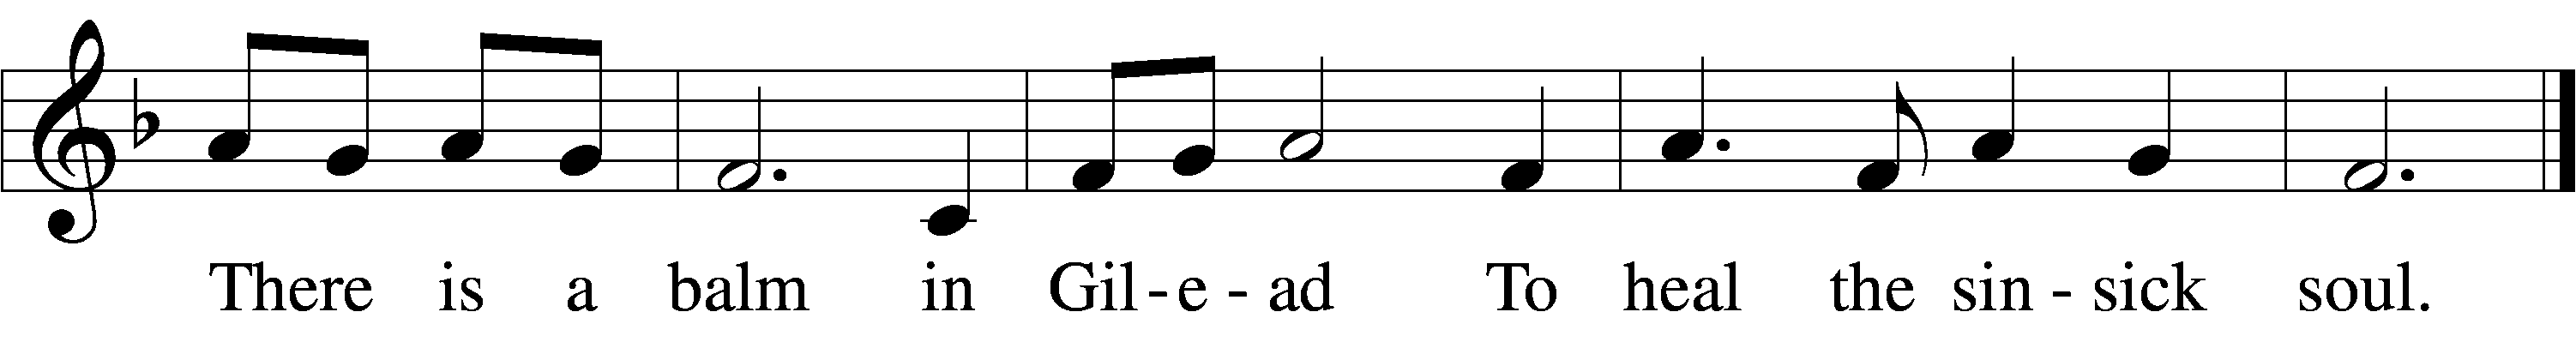 There is a balm in Gil-e-ad To heal the sin-sick soul.